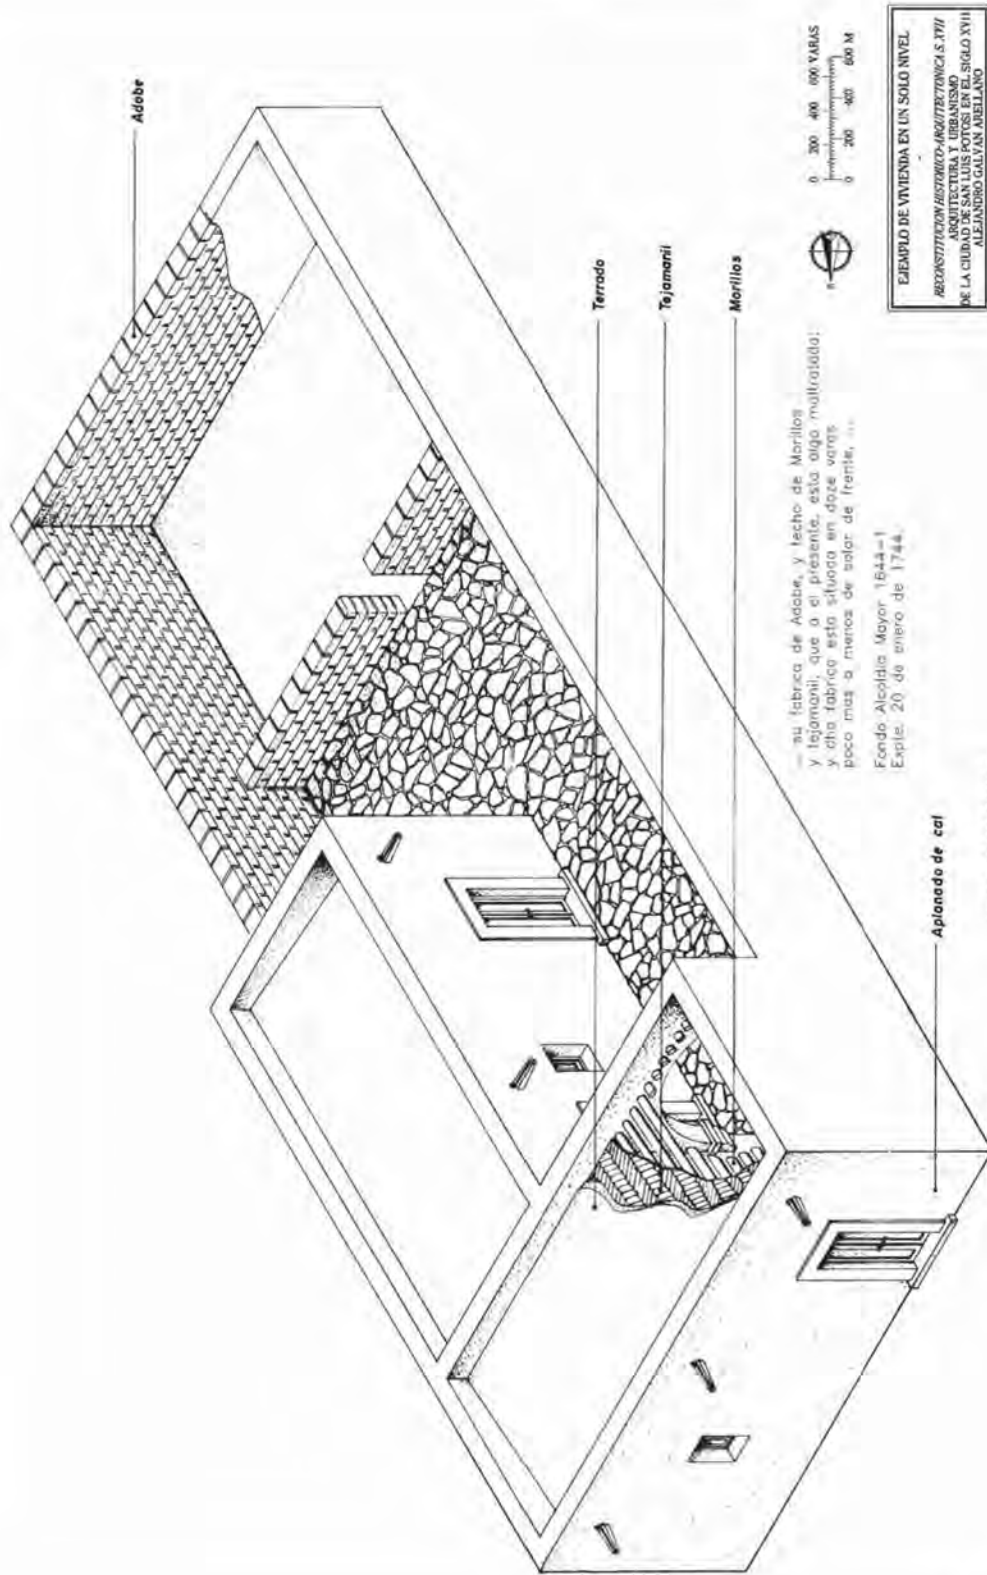 Adobe
Terrado
Tejamanil
Morillos
Aplanado de cal
0 200 400 600 VARAS
0 200 400 600 M
N
— su fabrica de Adobe, y techo de Morillos
y tejamanil, que a el presente, esta algo maltratada;
y dha fabrica esta situada en doze varas
poco mas a menos de solar de frente, ...
Fondo Alcaldia Mayor 1644-1
Exple. 20 de enero de 1744.
EJEMPLO DE VIVIENDA EN UN SOLO NIVEL
RECONSTITUCION HISTORICO-ARQUITECTONICA S. XVII
ARQUITECTURA Y URBANISMO
DE LA CIUDAD DE SAN LUIS POTOSI EN EL SIGLO XVII
ALEJANDRO GALVAN ARELLANO